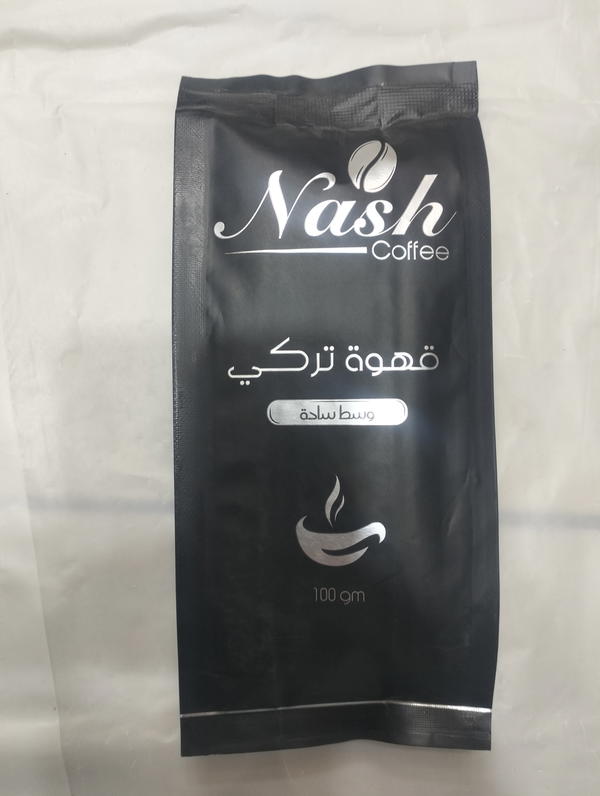 Nash
Coffee
قهوة تركي
وسط سادة
100 gm